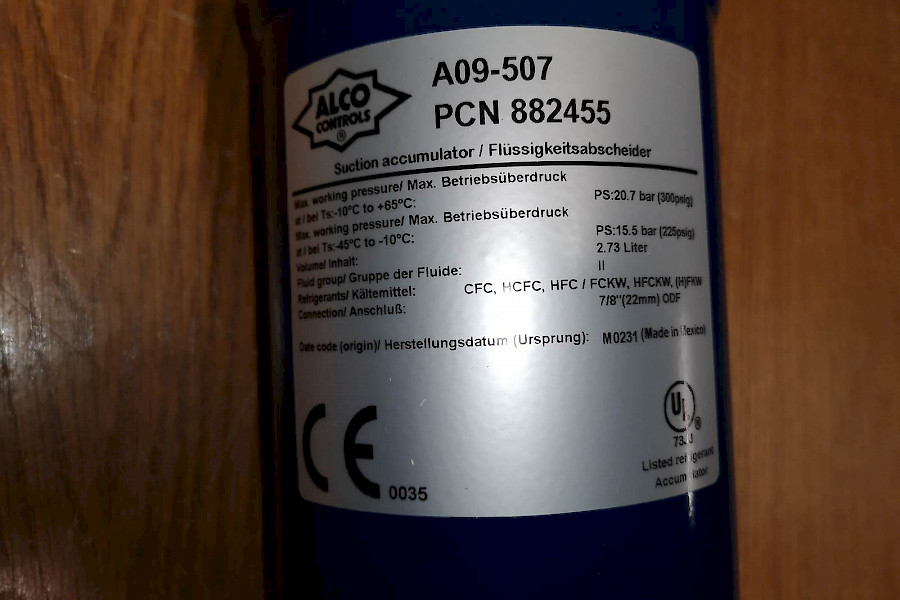 ALCO
CONTROLS
®
A09-507
PCN 882455
Suction accumulator / Flüssigkeitsabscheider
Max. working pressure/ Max. Betriebsüberdruck
at / bei Ts:-10°C to +65°C: PS:20.7 bar (300psig)
Max. working pressure/ Max. Betriebsüberdruck
at / bei Ts:-45°C to -10°C: PS:15.5 bar (225psig)
Volume/ Inhalt: 2.73 Liter
Fluid group/ Gruppe der Fluide: II
Refrigerants/ Kältemittel: CFC, HCFC, HFC / FCKW, HFCKW, (H)FKW
Connection/ Anschluß: 7/8"(22mm) ODF
Date code (origin)/ Herstellungsdatum (Ursprung): M0231 (Made in Mexico)
CE 0035
UL ®
Listed refrigerant
Accumulator